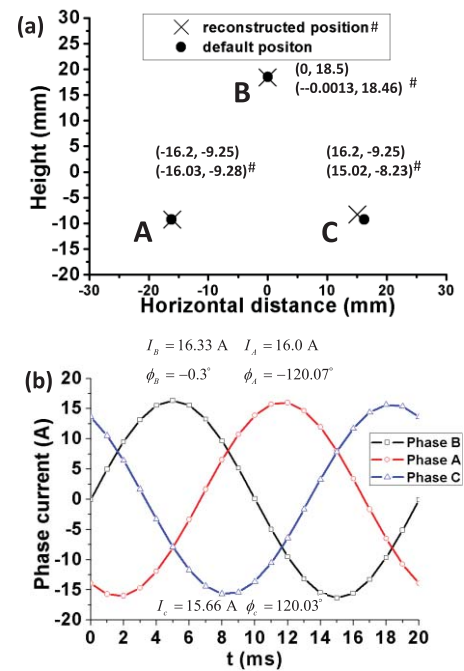 (a)
reconstructed position#
default positon
30
25
20
15
10
5
0
-5
-10
-15
-20
Height (mm)
B
(0, 18.5)
(--0.0013, 18.46) #
(-16.2, -9.25)
(-16.03, -9.28)#
(16.2, -9.25)
(15.02, -8.23)#
A
C
-30 -20 -10 0 10 20 30
Horizontal distance (mm)
I_B = 16.33 A I_A = 16.0 A
ϕ_B = −0.3° ϕ_A = −120.07°
(b)
20
15
10
5
0
-5
-10
-15
-20
Phase current (A)
Phase B
Phase A
Phase C
I_c = 15.66 A ϕ_c = 120.03°
0 2 4 6 8 10 12 14 16 18 20
t (ms)